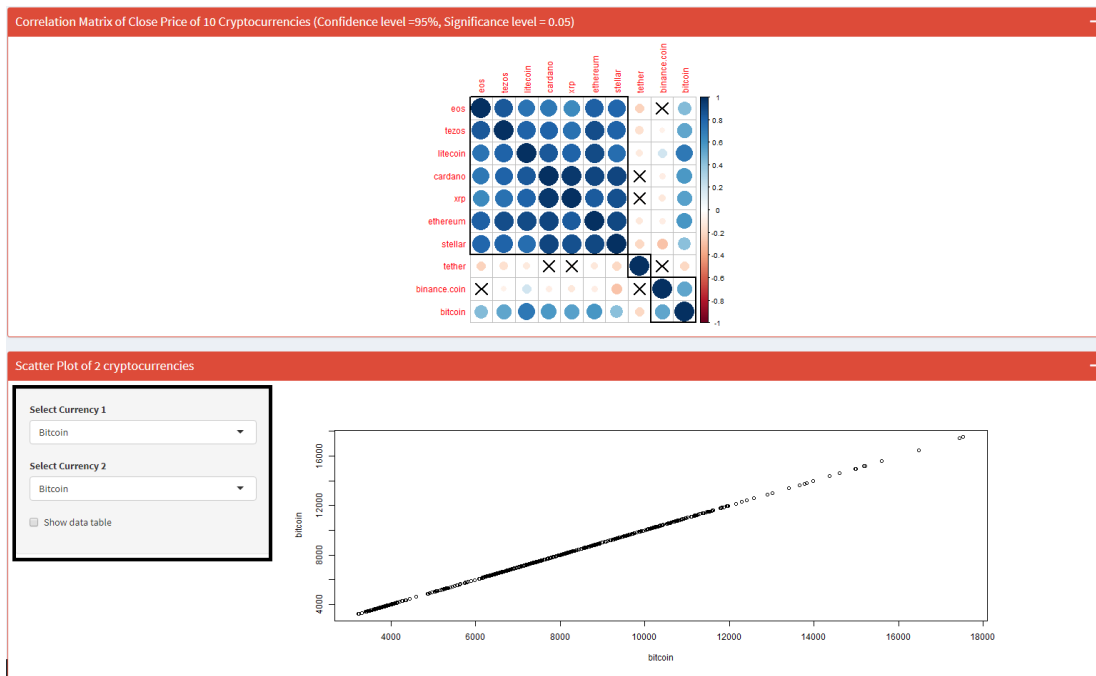 Correlation Matrix of Close Price of 10 Cryptocurrencies (Confidence level =95%, Significance level = 0.05)
eos tezos litecoin cardano xrp ethereum stellar tether binance.coin bitcoin
eos
tezos
litecoin
cardano
xrp
ethereum
stellar
tether
binance.coin
bitcoin
1
0.8
0.6
0.4
0.2
0
-0.2
-0.4
-0.6
-0.8
-1
Scatter Plot of 2 cryptocurrencies
Select Currency 1
Bitcoin
Select Currency 2
Bitcoin
Show data table
bitcoin
16000
12000
8000
4000
4000 6000 8000 10000 12000 14000 16000 18000
bitcoin